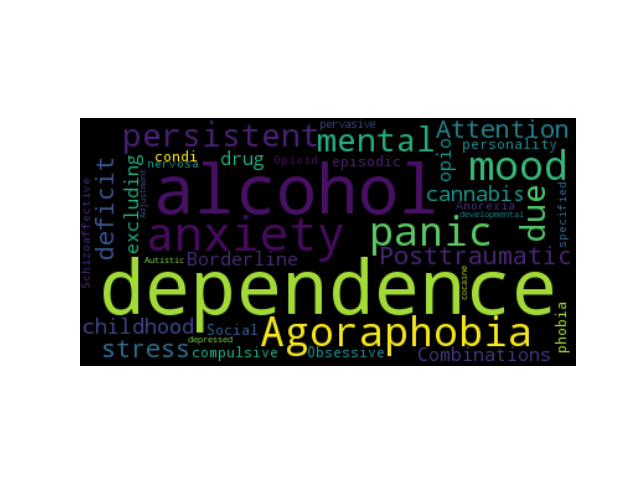 pervasive
persistent
mental
Attention
condi
nervosa
drug
Opioid
episodic
opio
personality
mood
deficit
excluding
Adjustment
alcohol
cannabis
Anorexia
developmental
due
specified
Schizoaffective
anxiety
panic
Autistic
Borderline
Posttraumatic
dependence
cocaine
childhood
Social
Agoraphobia
phobia
depressed
stress
compulsive
Obsessive
Combinations